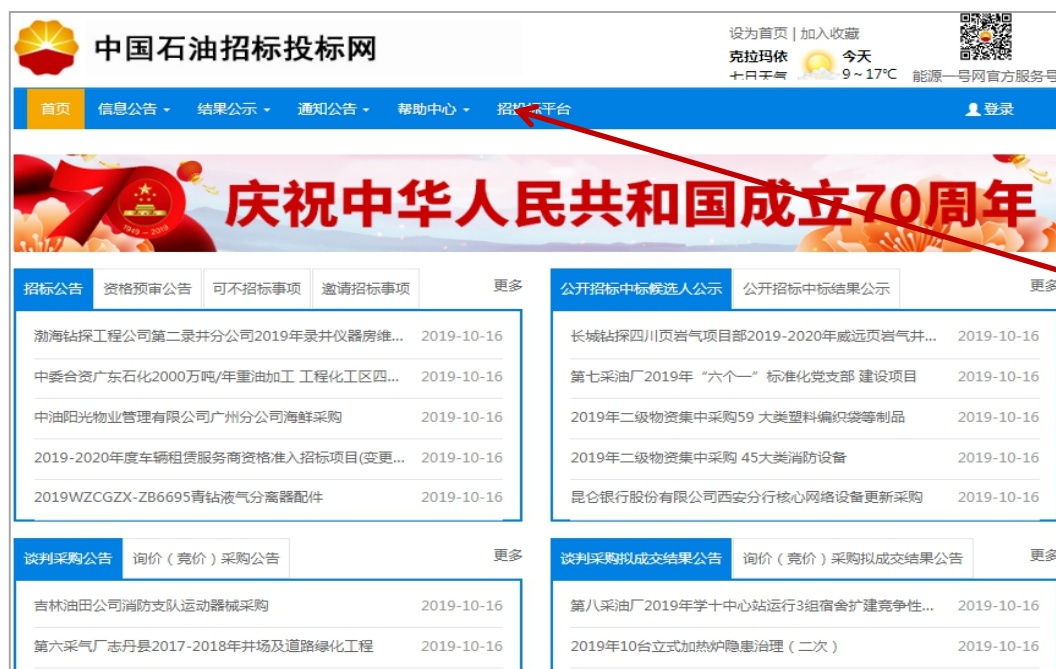 中国石油招标投标网
设为首页 | 加入收藏
克拉玛依 今天
七日天气 9~17℃
能源一号网官方服务号
首页 信息公告 结果公示 通知公告 帮助中心 招投标平台 登录
70
1949 — 2019
庆祝中华人民共和国成立70周年
招标公告 资格预审公告 可不招标事项 邀请招标事项 更多
渤海钻探工程公司第二录井分公司2019年录井仪器房维... 2019-10-16
中委合资广东石化2000万吨/年重油加工 工程化工区四... 2019-10-16
中油阳光物业管理有限公司广州分公司海鲜采购 2019-10-16
2019-2020年度车辆租赁服务商资格准入招标项目(变更... 2019-10-16
2019WZCGZX-ZB6695青钻液气分离器配件 2019-10-16
公开招标中标候选人公示 公开招标中标结果公示 更多
长城钻探四川页岩气项目部2019-2020年威远页岩气井... 2019-10-16
第七采油厂2019年“六个一”标准化党支部 建设项目 2019-10-16
2019年二级物资集中采购59 大类塑料编织袋等制品 2019-10-16
2019年二级物资集中采购 45大类消防设备 2019-10-16
昆仑银行股份有限公司西安分行核心网络设备更新采购 2019-10-16
谈判采购公告 询价（竞价）采购公告 更多
吉林油田公司消防支队运动器械采购 2019-10-16
第六采气厂志丹县2017-2018年井场及道路绿化工程 2019-10-16
谈判采购拟成交结果公告 询价（竞价）采购拟成交结果公告 更多
第八采油厂2019年学十中心站运行3组宿舍扩建竞争性... 2019-10-16
2019年10台立式加热炉隐患治理（二次） 2019-10-16